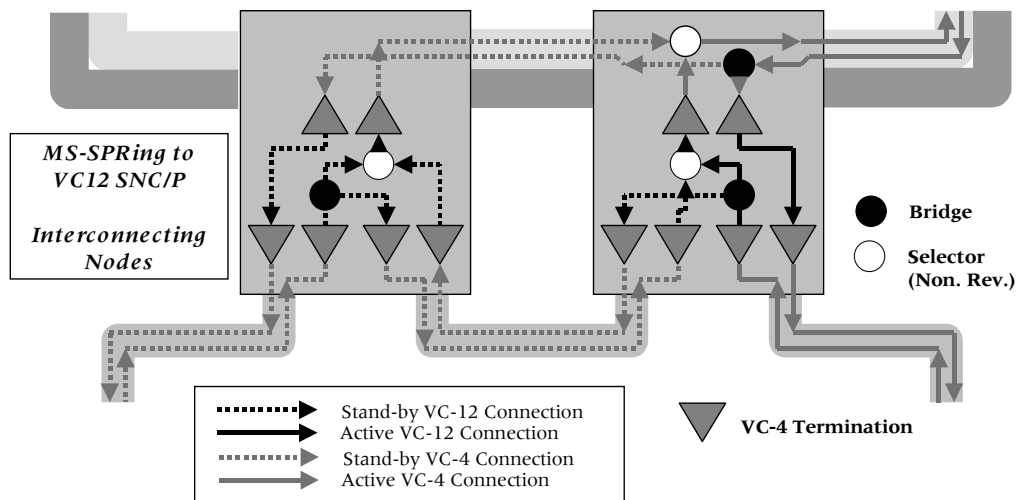 MS-SPRing to
VC12 SNC/P
Interconnecting
Nodes
Bridge
Selector
(Non. Rev.)
Stand-by VC-12 Connection
Active VC-12 Connection
Stand-by VC-4 Connection
Active VC-4 Connection
VC-4 Termination